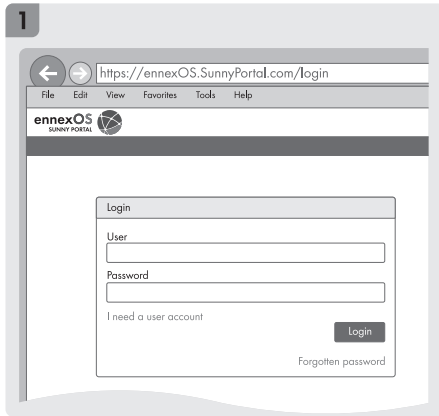 1
https://ennexOS.SunnyPortal.com/login
File Edit View Favorites Tools Help
ennexOS
SUNNY PORTAL
Login
User
Password
I need a user account
Login
Forgotten password